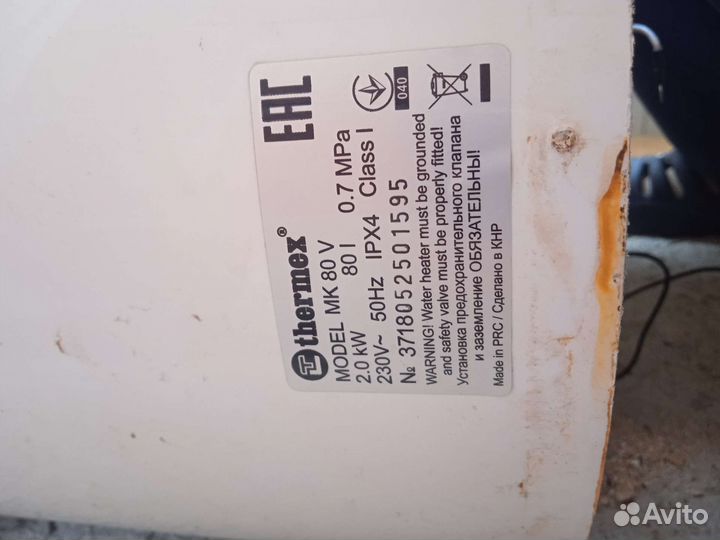 thermex®
EAC
MODEL MK 80 V
2.0 kW 80 l 0.7 MPa
230V~ 50Hz IPX4 Class I
040
№ 3718052501595
WARNING! Water heater must be grounded
and safety valve must be properly fitted!
Установка предохранительного клапана
и заземление ОБЯЗАТЕЛЬНЫ!
Made in PRC / Сделано в КНР
Avito